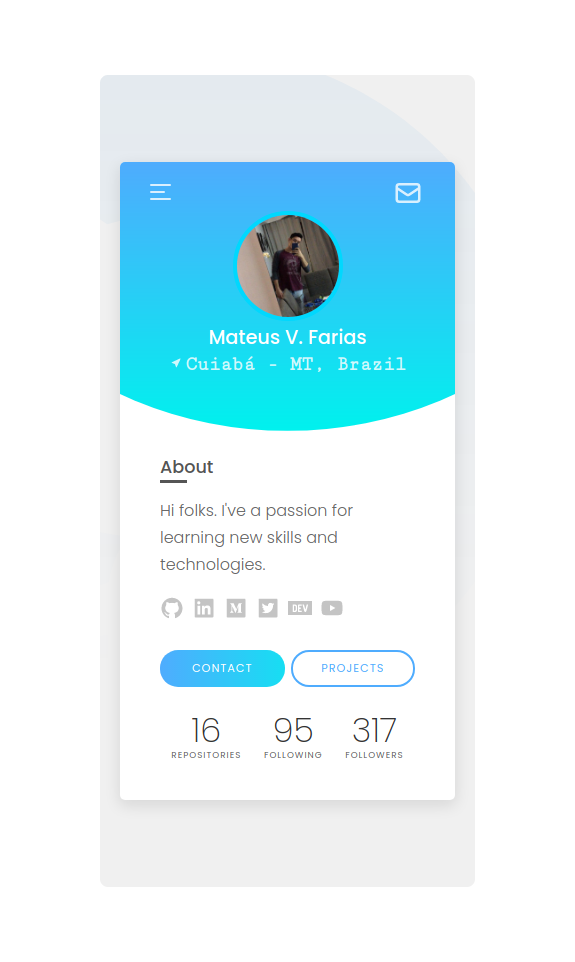 Mateus V. Farias
Cuiabá - MT, Brazil
About
Hi folks. I've a passion for
learning new skills and
technologies.
in M DEV
CONTACT PROJECTS
16 95 317
REPOSITORIES FOLLOWING FOLLOWERS